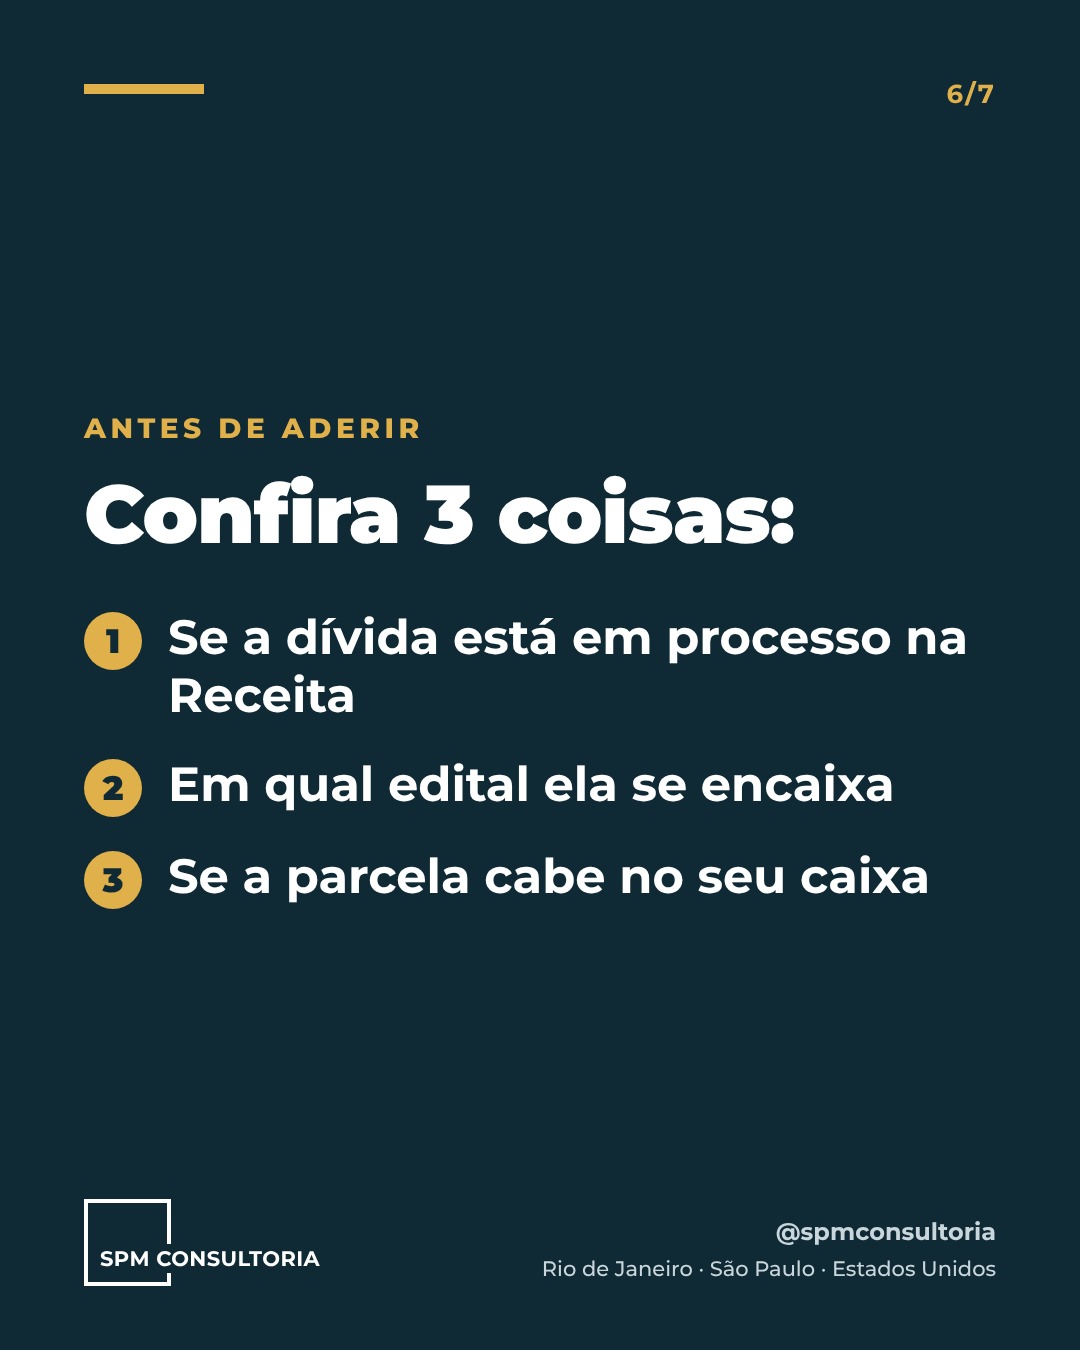 6/7
ANTES DE ADERIR
Confira 3 coisas:
1 Se a dívida está em processo na
Receita
2 Em qual edital ela se encaixa
3 Se a parcela cabe no seu caixa
SPM CONSULTORIA
@spmconsultoria
Rio de Janeiro · São Paulo · Estados Unidos